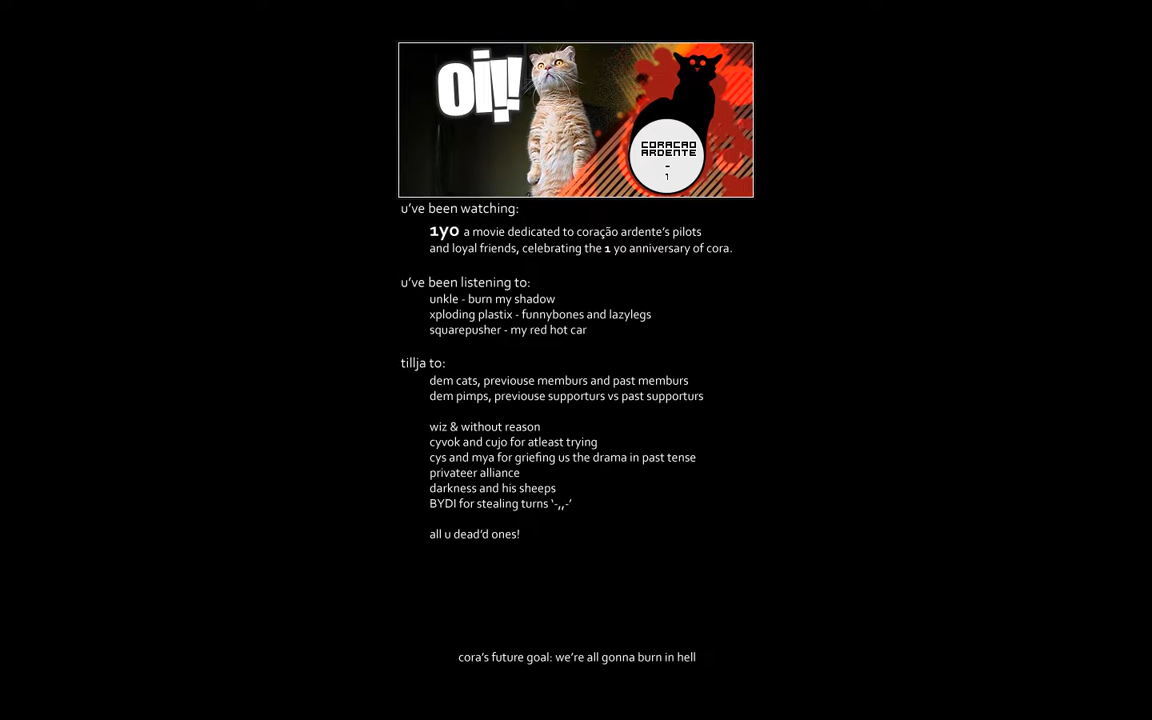 oi!!
CORACAO
ARDENTE
-
1
u've been watching:
1yo a movie dedicated to coração ardente's pilots
and loyal friends, celebrating the 1 yo anniversary of cora.
u've been listening to:
unkle - burn my shadow
xploding plastix - funnybones and lazylegs
squarepusher - my red hot car
tillja to:
dem cats, previouse memburs and past memburs
dem pimps, previouse supporturs vs past supporturs
wiz & without reason
cyvok and cujo for atleast trying
cys and mya for griefing us the drama in past tense
privateer alliance
darkness and his sheeps
BYDI for stealing turns '-,,-'
all u dead'd ones!
cora's future goal: we're all gonna burn in hell